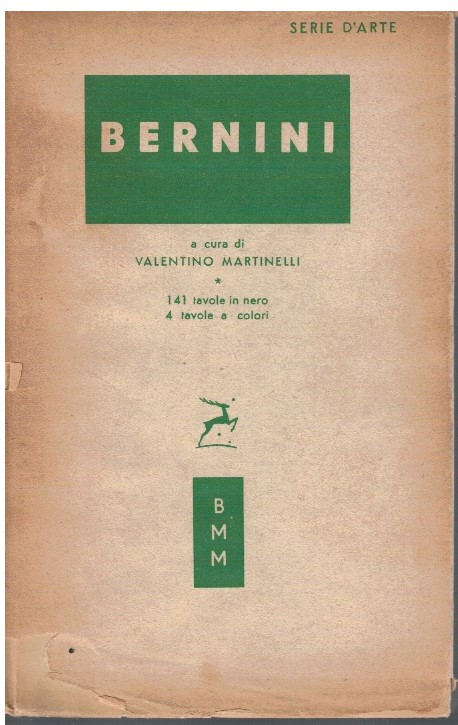 SERIE D'ARTE
BERNINI
a cura di
VALENTINO MARTINELLI
*
141 tavole in nero
4 tavole a colori
B
M
M